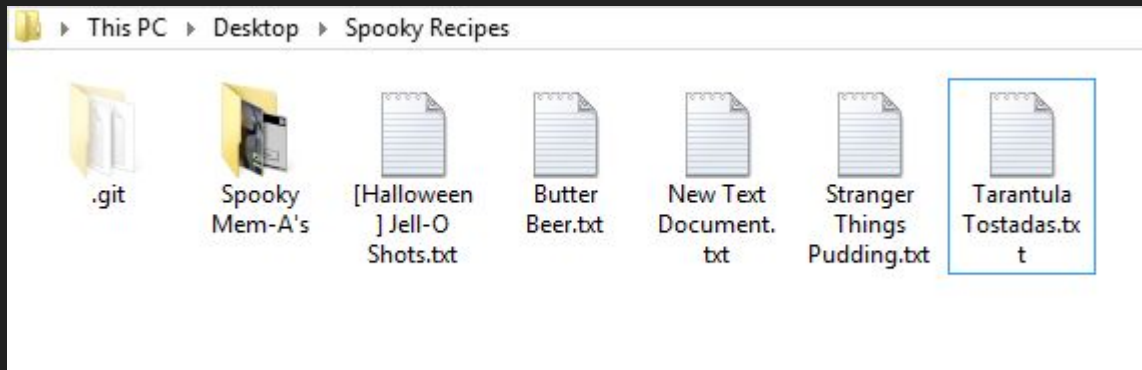 This PC Desktop Spooky Recipes
.git
Spooky
Mem-A's
[Halloween
] Jell-O
Shots.txt
Butter
Beer.txt
New Text
Document.
txt
Stranger
Things
Pudding.txt
Tarantula
Tostadas.tx
t